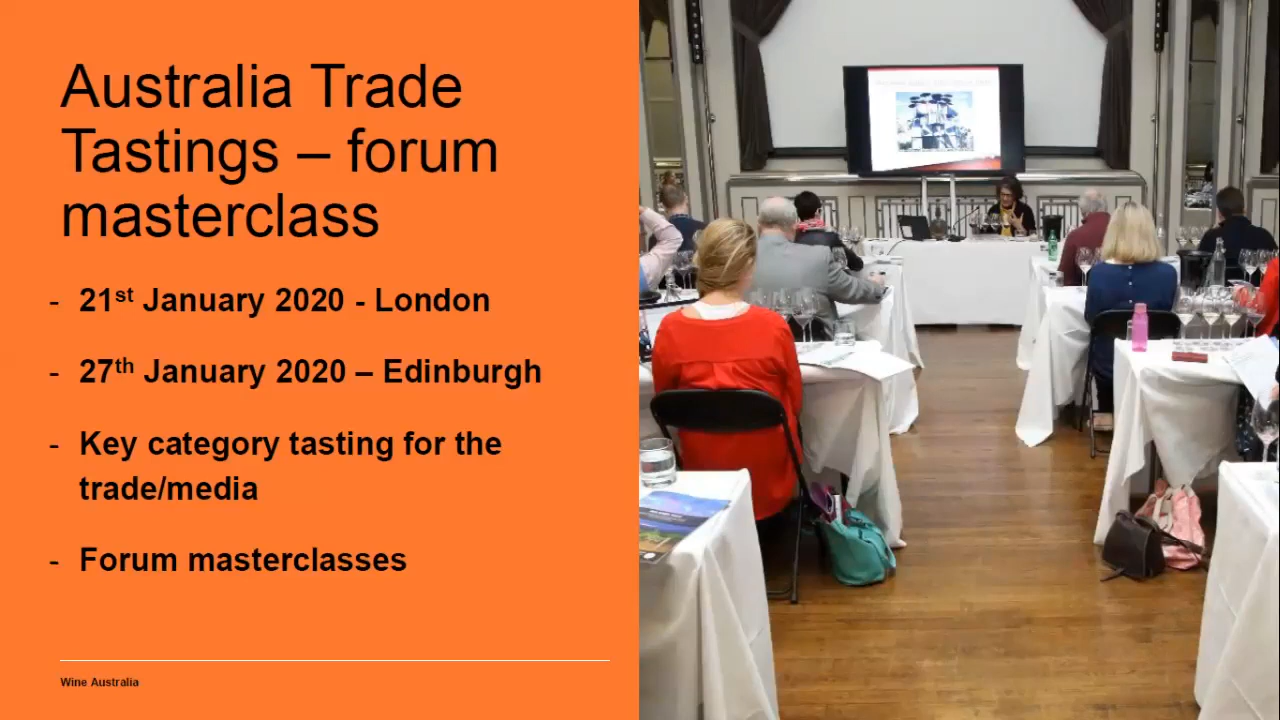 Australia Trade
Tastings – forum
masterclass
- 21st January 2020 - London
- 27th January 2020 – Edinburgh
- Key category tasting for the
trade/media
- Forum masterclasses
Wine Australia